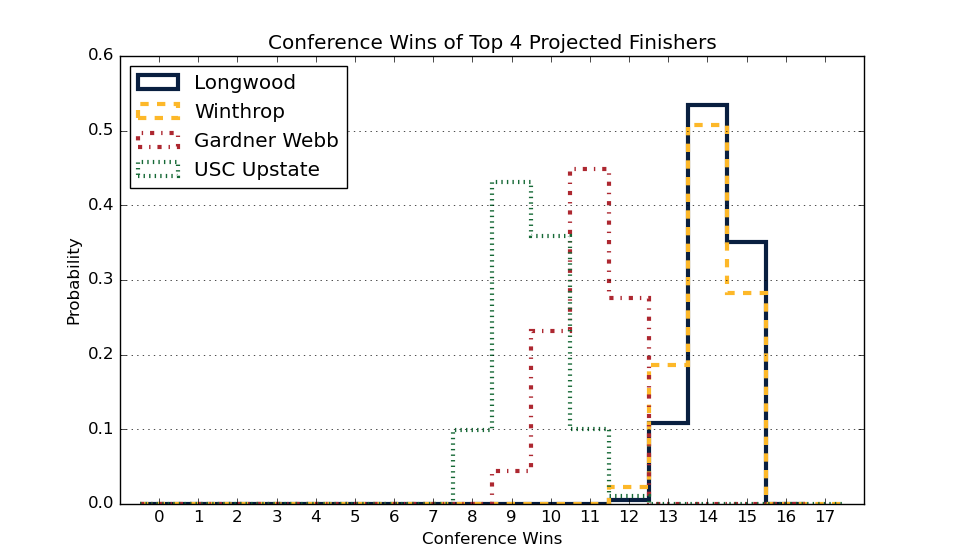 Conference Wins of Top 4 Projected Finishers
Longwood
Winthrop
Gardner Webb
USC Upstate
Probability
0.6
0.5
0.4
0.3
0.2
0.1
0.0
0 1 2 3 4 5 6 7 8 9 10 11 12 13 14 15 16 17
Conference Wins